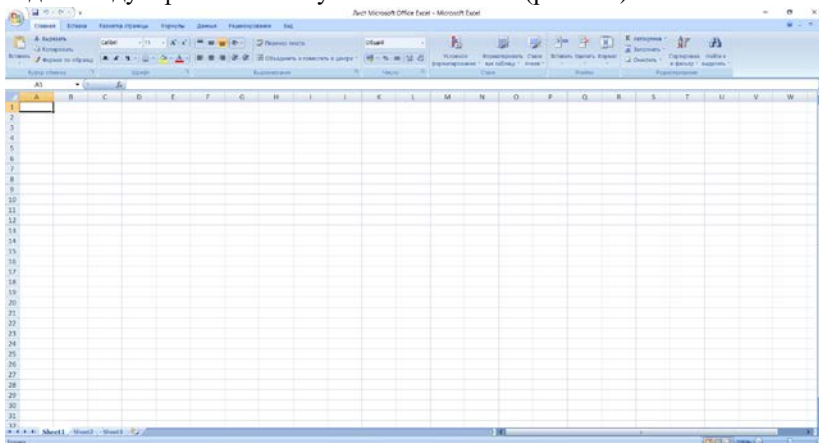 Лист Microsoft Office Excel - Microsoft Excel
Главная Вставка Разметка страницы Формулы Данные Рецензирование Вид
Вырезать
Копировать
Формат по образцу
Вставить
Calibri 11
Перенос текста
Объединить и поместить в центре
Общий
Условное форматирование
Форматировать как таблицу
Стили ячеек
Вставить Удалить Формат
Автосумма
Заполнить
Очистить
Сортировка и фильтр
Найти и выделить
Буфер обмена Шрифт Выравнивание Число Стили Ячейки Редактирование
A1 fx
A B C D E F G H I J K L M N O P Q R S T U V W
1
2
3
4
5
6
7
8
9
10
11
12
13
14
15
16
17
18
19
20
21
22
23
24
25
26
27
28
29
30
31
32
Sheet1 Sheet2 Sheet3
Готово